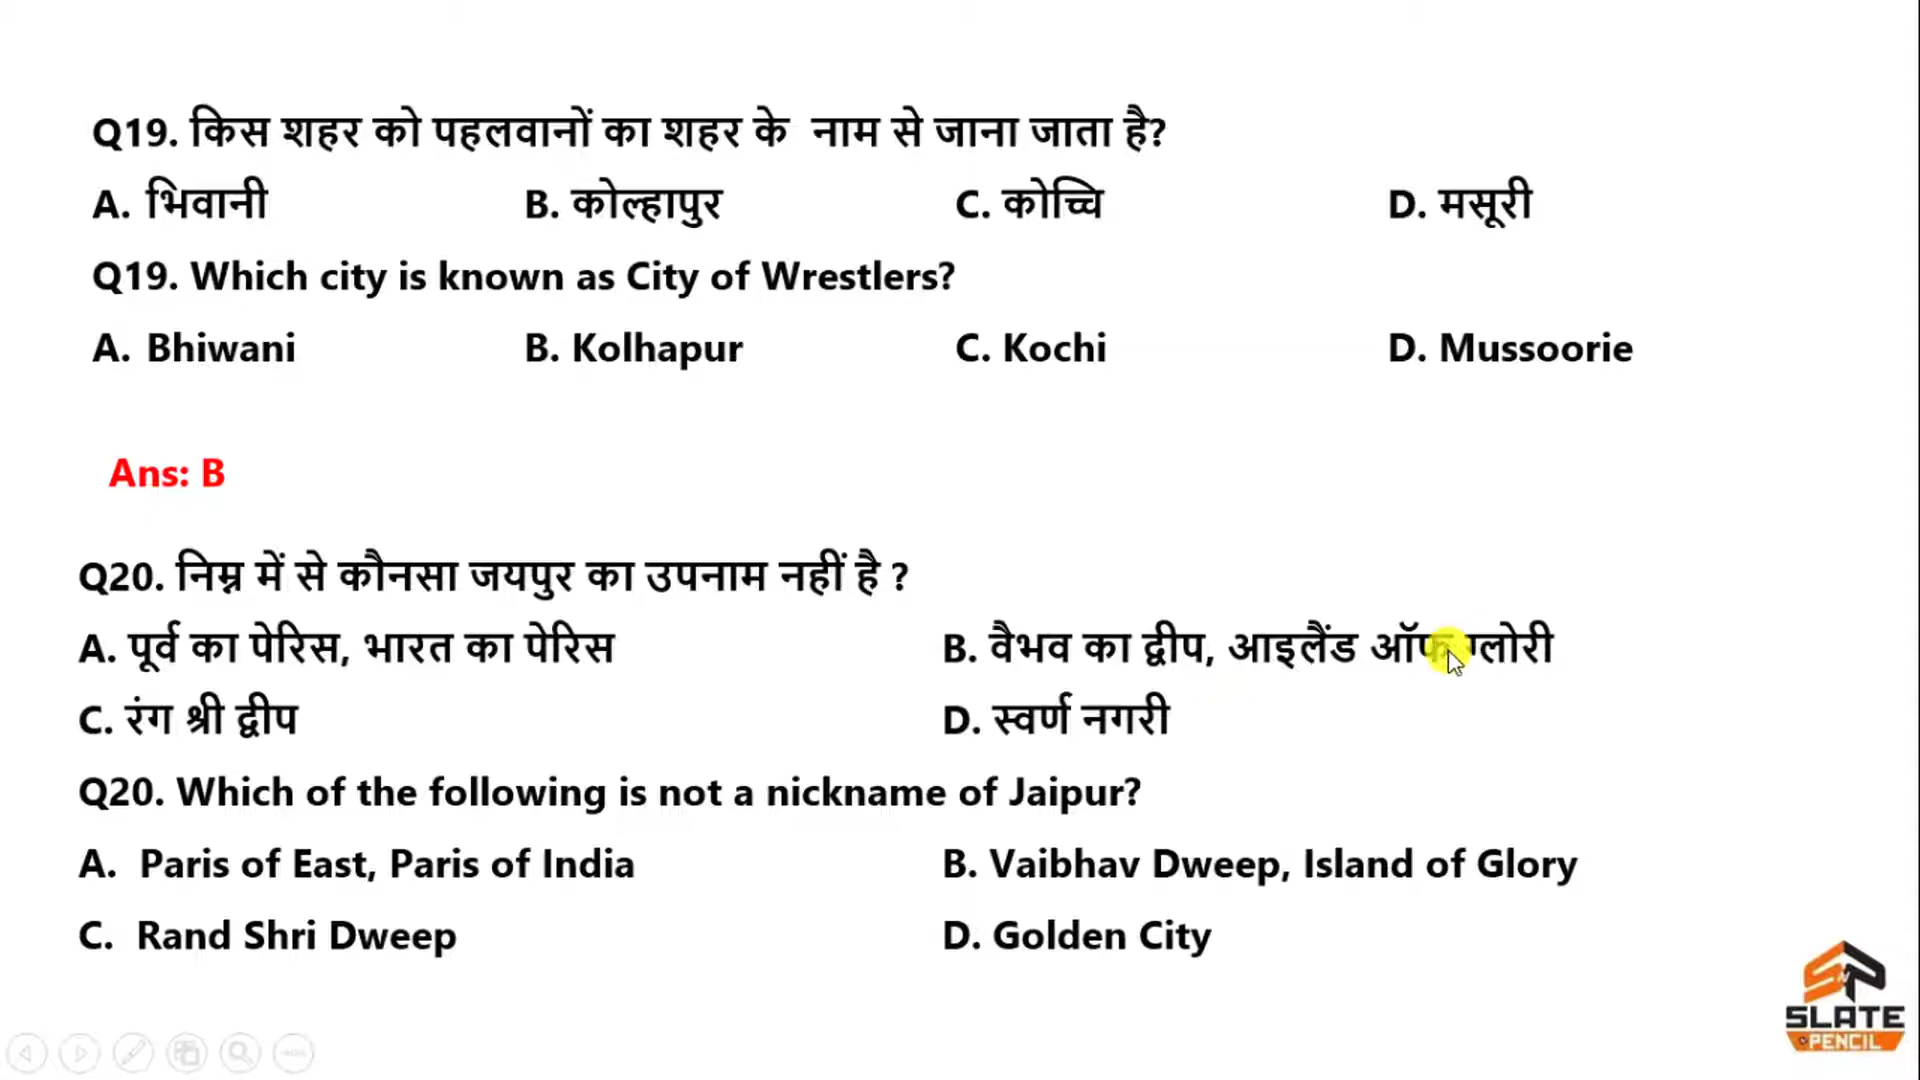 Q19. किस शहर को पहलवानों का शहर के नाम से जाना जाता है?
A. भिवानी B. कोल्हापुर C. कोच्चि D. मसूरी
Q19. Which city is known as City of Wrestlers?
A. Bhiwani B. Kolhapur C. Kochi D. Mussoorie
Ans: B
Q20. निम्न में से कौनसा जयपुर का उपनाम नहीं है ?
A. पूर्व का पेरिस, भारत का पेरिस B. वैभव का द्वीप, आइलैंड ऑफ ग्लोरी
C. रंग श्री द्वीप D. स्वर्ण नगरी
Q20. Which of the following is not a nickname of Jaipur?
A. Paris of East, Paris of India B. Vaibhav Dweep, Island of Glory
C. Rand Shri Dweep D. Golden City
SLATE
PENCIL